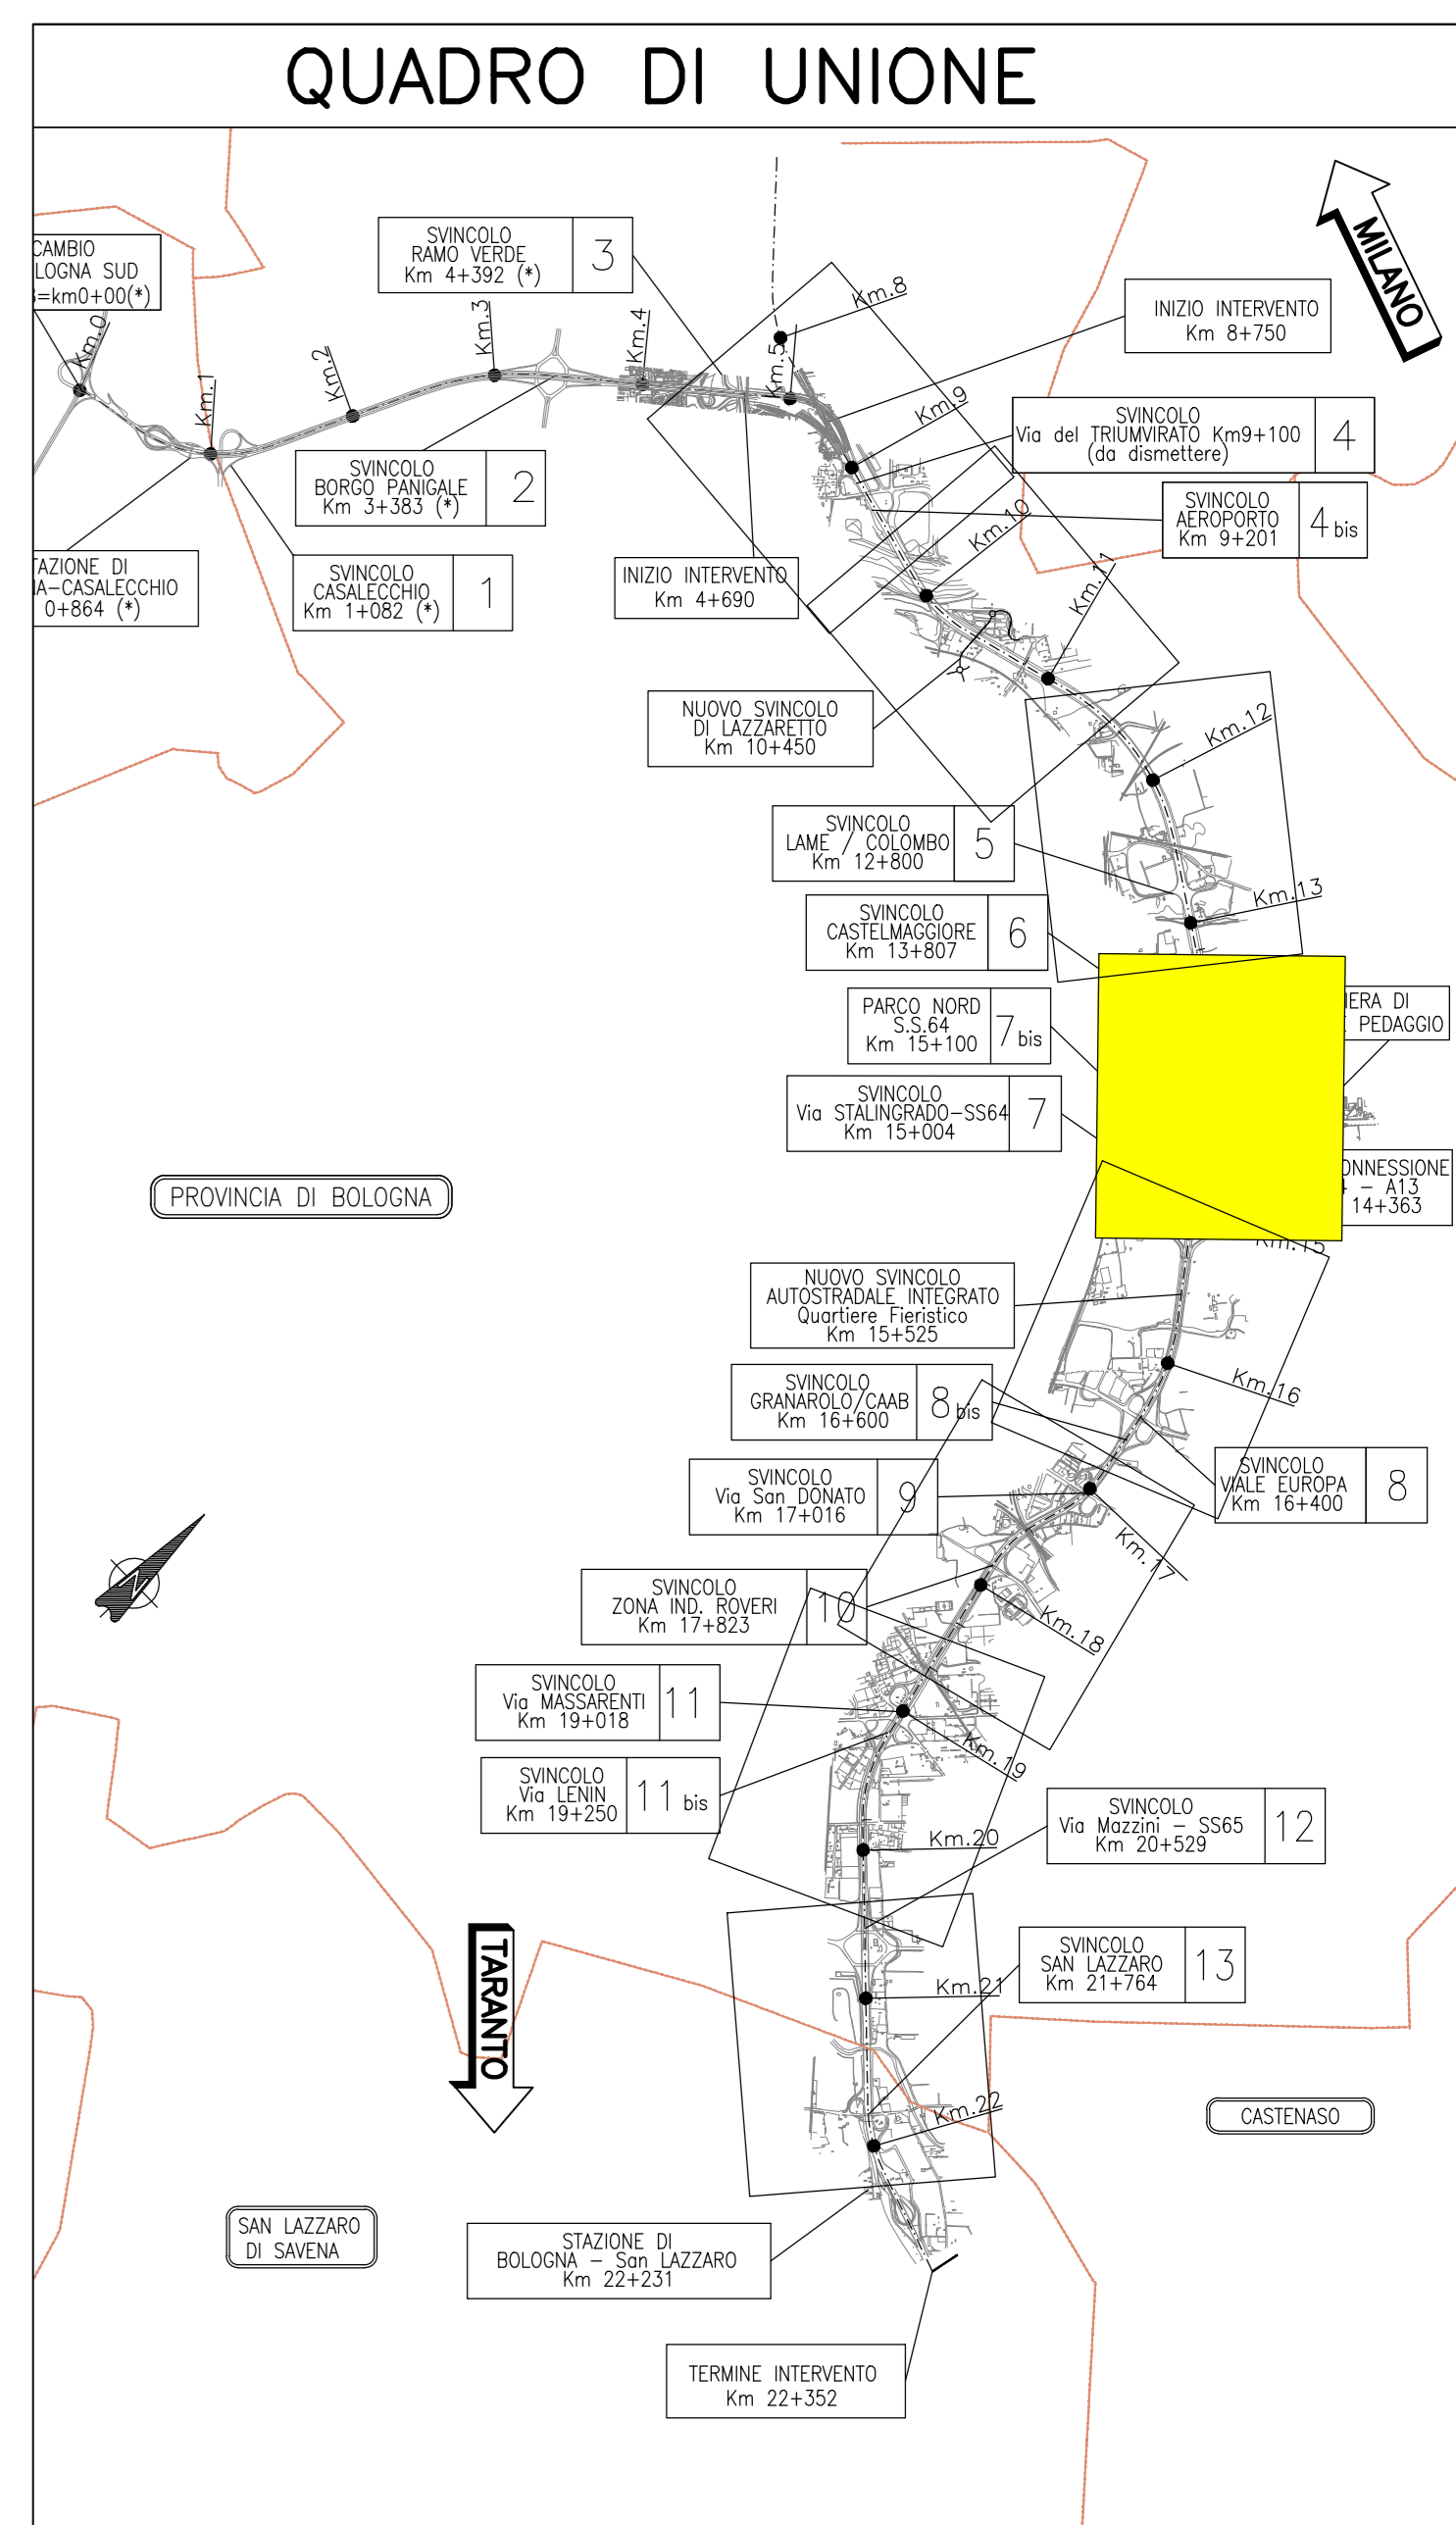 QUADRO DI UNIONE
MILANO
CAMBIO
LOGNA SUD
=km0+00(*)
Km.0
Km.1
Km.2
Km.3
Km.4
Km.5
SVINCOLO
RAMO VERDE
Km 4+392 (*)
3
Km.8
INIZIO INTERVENTO
Km 8+750
Km.9
SVINCOLO
Via del TRIUMVIRATO Km9+100
(da dismettere)
4
SVINCOLO
BORGO PANIGALE
Km 3+383 (*)
2
SVINCOLO
AEROPORTO
Km 9+201
4 bis
Km.10
TAZIONE DI
A-CASALECCHIO
0+864 (*)
SVINCOLO
CASALECCHIO
Km 1+082 (*)
1
INIZIO INTERVENTO
Km 4+690
Km.11
NUOVO SVINCOLO
DI LAZZARETTO
Km 10+450
Km.12
SVINCOLO
LAME / COLOMBO
Km 12+800
5
Km.13
SVINCOLO
CASTELMAGGIORE
Km 13+807
6
PARCO NORD
S.S.64
Km 15+100
7 bis
IERA DI
PEDAGGIO
SVINCOLO
Via STALINGRADO-SS64
Km 15+004
7
ONNESSIONE
- A13
14+363
PROVINCIA DI BOLOGNA
Km.15
NUOVO SVINCOLO
AUTOSTRADALE INTEGRATO
Quartiere Fieristico
Km 15+525
SVINCOLO
GRANAROLO/CAAB
Km 16+600
8 bis
Km.16
SVINCOLO
VIALE EUROPA
Km 16+400
8
SVINCOLO
Via San DONATO
Km 17+016
9
Km.17
SVINCOLO
ZONA IND. ROVERI
Km 17+823
10
Km.18
SVINCOLO
Via MASSARENTI
Km 19+018
11
Km.19
SVINCOLO
Via LENIN
Km 19+250
11 bis
SVINCOLO
Via Mazzini - SS65
Km 20+529
12
Km.20
TARANTO
SVINCOLO
SAN LAZZARO
Km 21+764
13
Km.21
Km.22
CASTENASO
SAN LAZZARO
DI SAVENA
STAZIONE DI
BOLOGNA - San LAZZARO
Km 22+231
TERMINE INTERVENTO
Km 22+352